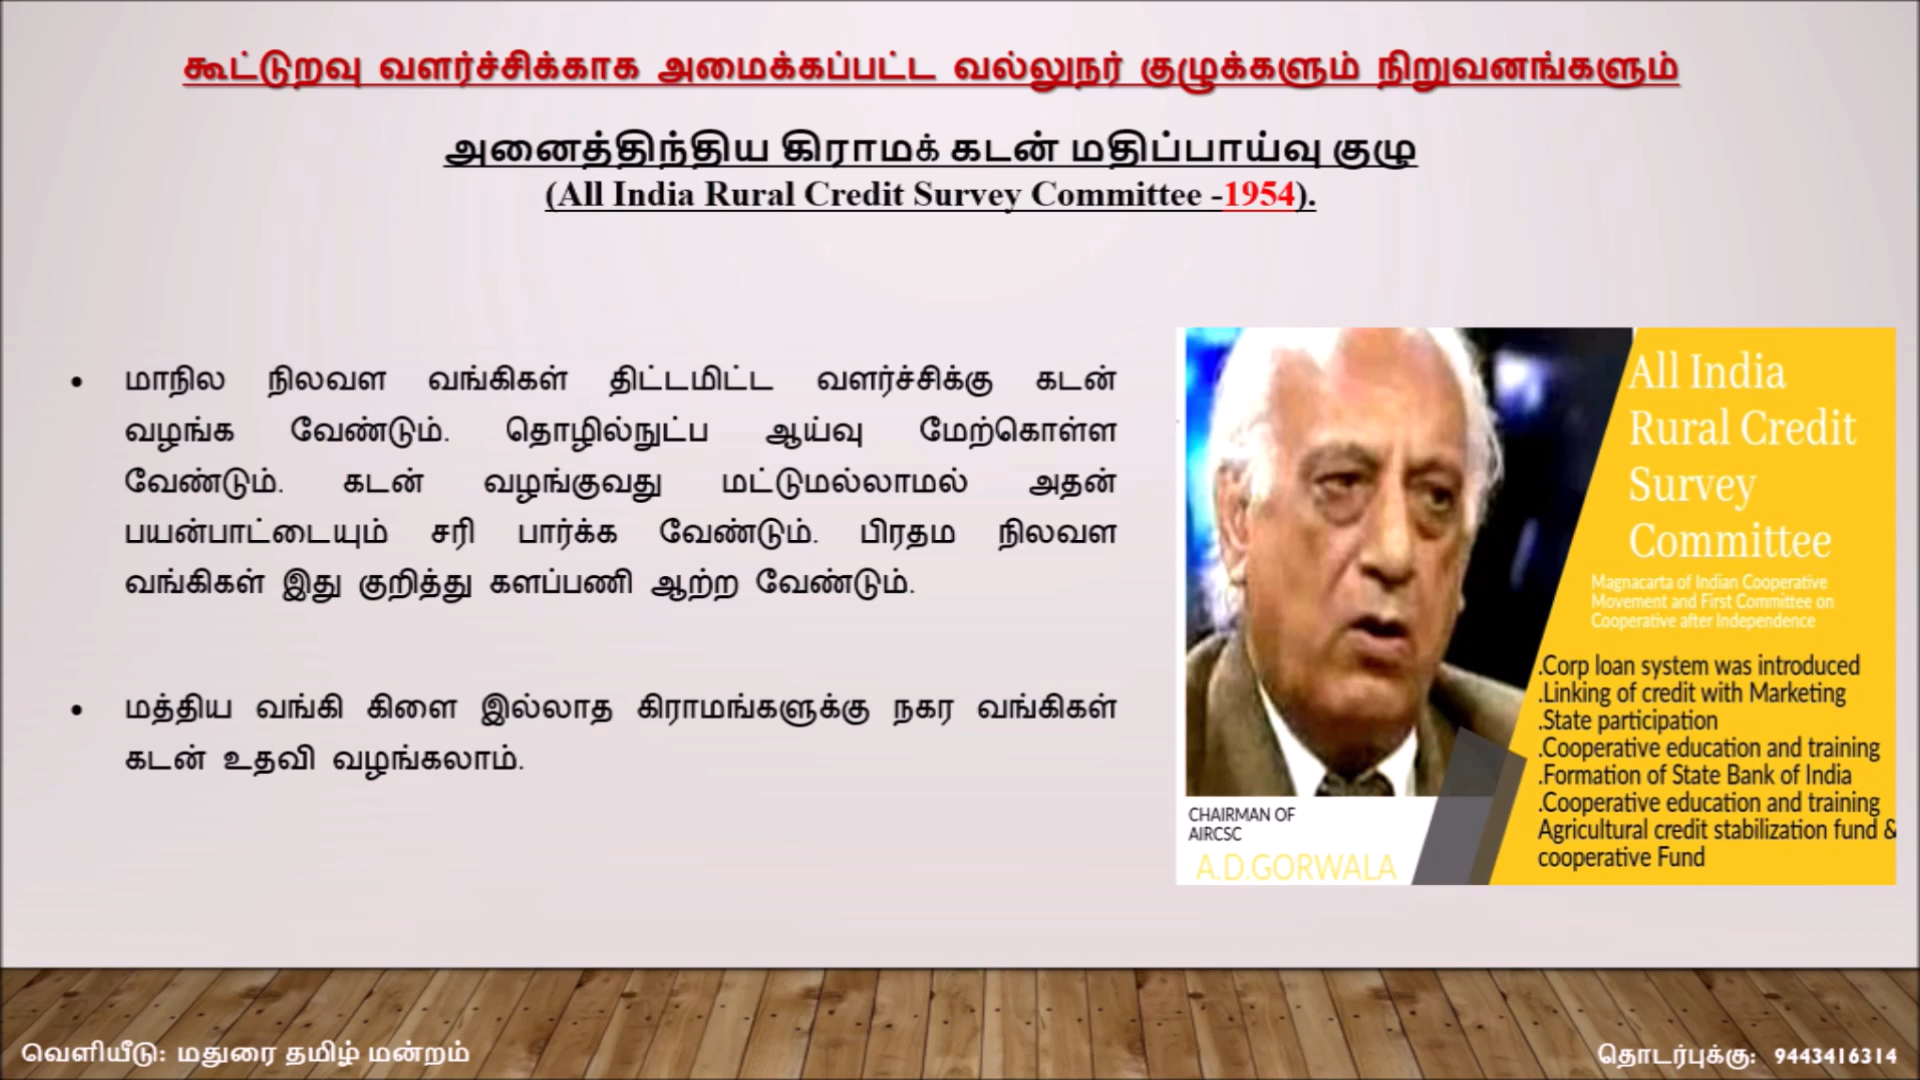 கூட்டுறவு வளர்ச்சிக்காக அமைக்கப்பட்ட வல்லுநர் குழுக்களும் நிறுவனங்களும்
அனைத்திந்திய கிராமக் கடன் மதிப்பாய்வு குழு
(All India Rural Credit Survey Committee -1954).
• மாநில நிலவள வங்கிகள் திட்டமிட்ட வளர்ச்சிக்கு கடன்
வழங்க வேண்டும். தொழில்நுட்ப ஆய்வு மேற்கொள்ள
வேண்டும். கடன் வழங்குவது மட்டுமல்லாமல் அதன்
பயன்பாட்டையும் சரி பார்க்க வேண்டும். பிரதம நிலவள
வங்கிகள் இது குறித்து களப்பணி ஆற்ற வேண்டும்.
• மத்திய வங்கி கிளை இல்லாத கிராமங்களுக்கு நகர வங்கிகள்
கடன் உதவி வழங்கலாம்.
All India
Rural Credit
Survey
Committee
Magnacarta of Indian Cooperative
Movement and First Committee on
Cooperative after Independence
.Corp loan system was introduced
.Linking of credit with Marketing
.State participation
.Cooperative education and training
.Formation of State Bank of India
.Cooperative education and training
Agricultural credit stabilization fund &
cooperative Fund
CHAIRMAN OF
AIRCSC
A.D.GORWALA
வெளியீடு: மதுரை தமிழ் மன்றம்
தொடர்புக்கு: 9443416314